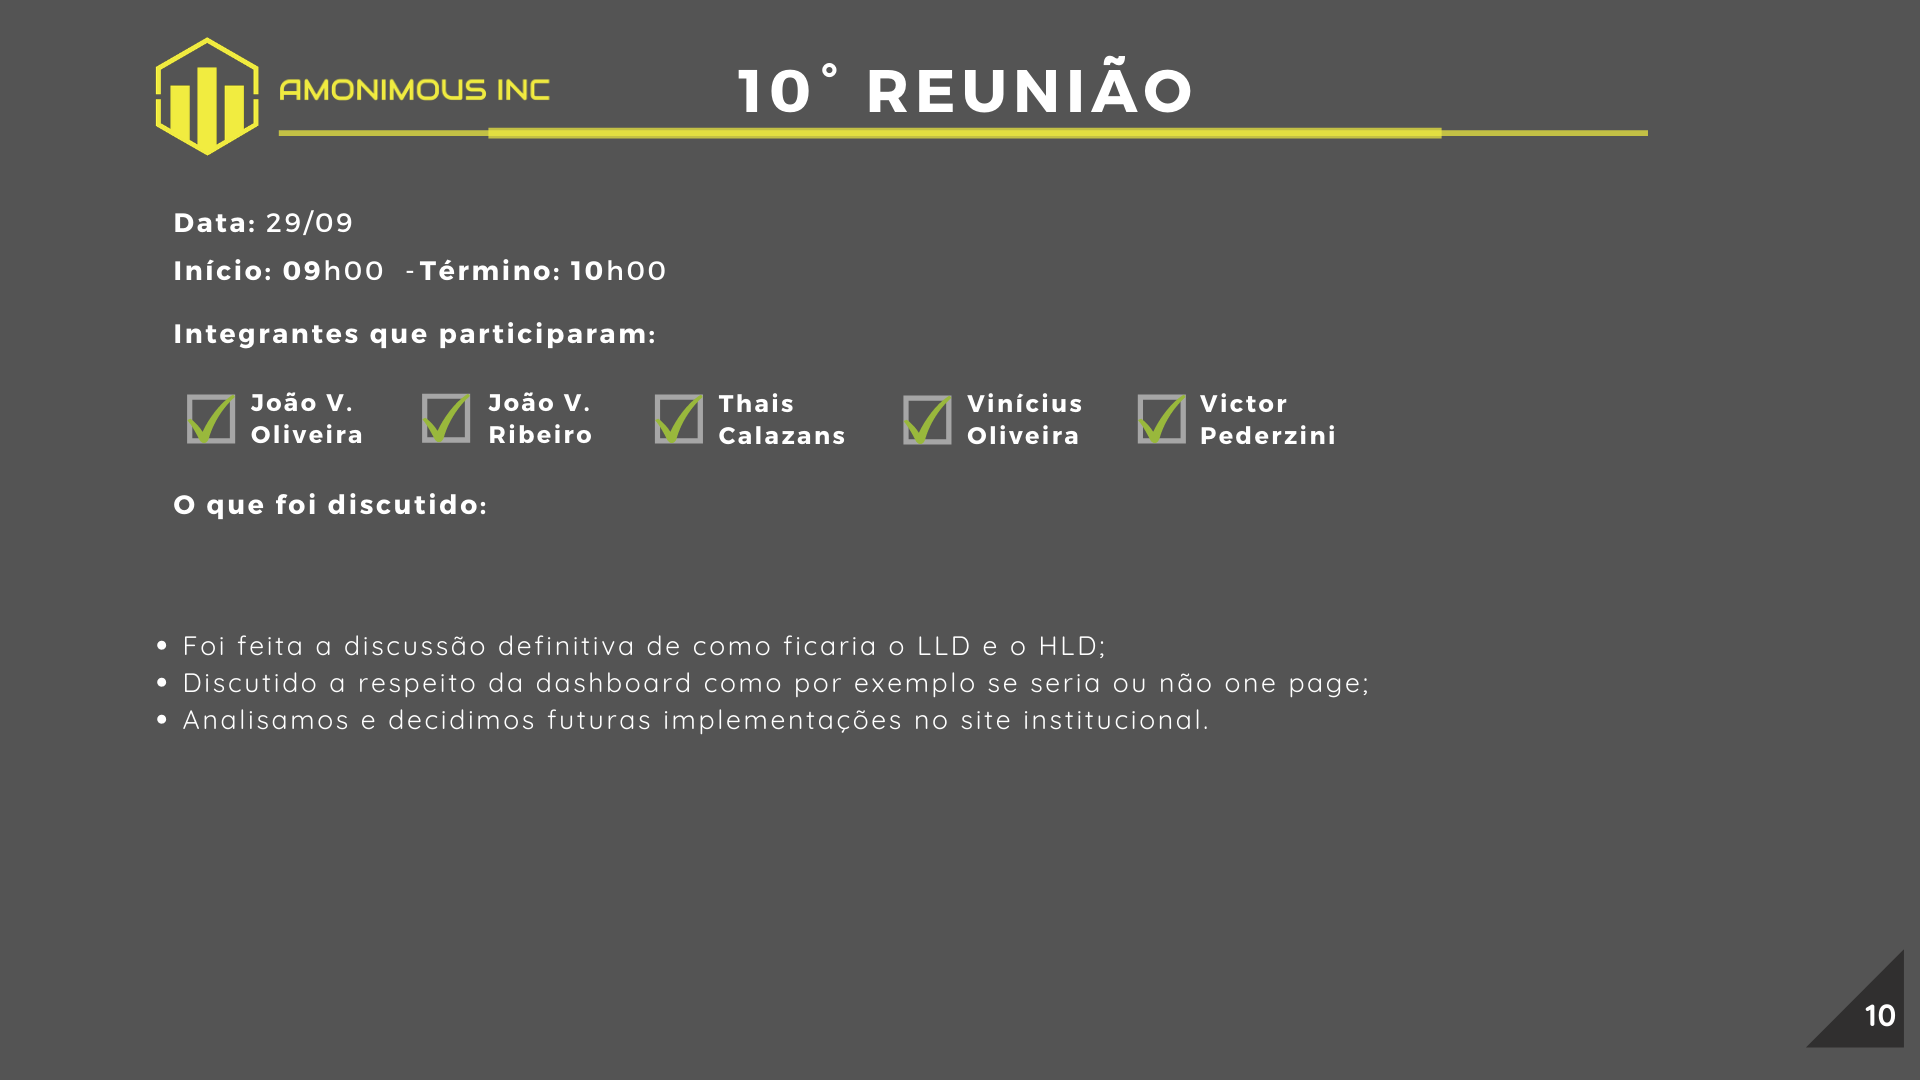 AMONIMOUS INC
10° REUNIÃO
Data: 29/09
Início: 09h00 - Término: 10h00
Integrantes que participaram:
João V.
Oliveira
João V.
Ribeiro
Thais
Calazans
Vinícius
Oliveira
Victor
Pederzini
O que foi discutido:
• Foi feita a discussão definitiva de como ficaria o LLD e o HLD;
• Discutido a respeito da dashboard como por exemplo se seria ou não one page;
• Analisamos e decidimos futuras implementações no site institucional.
10